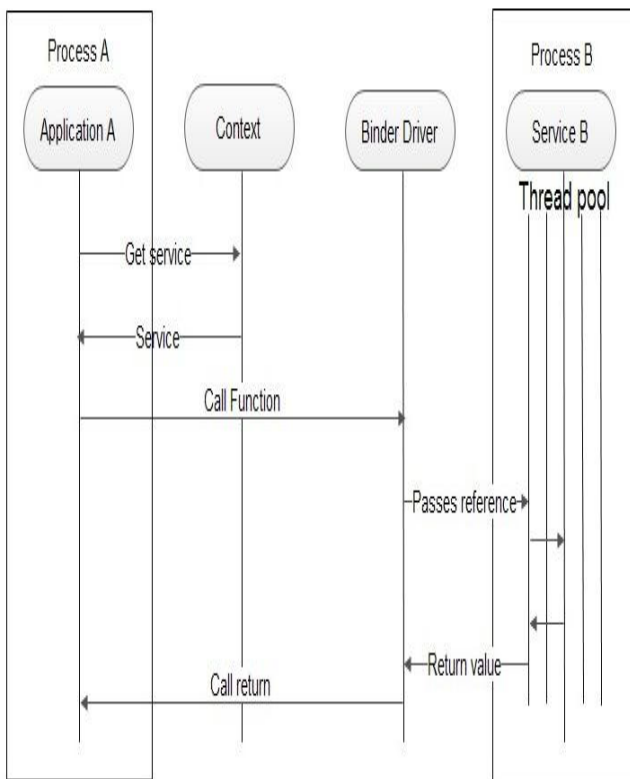 Process A
Process B
Application A
Context
Binder Driver
Service B
Thread pool
Get service
Service
Call Function
Passes reference
Return value
Call return